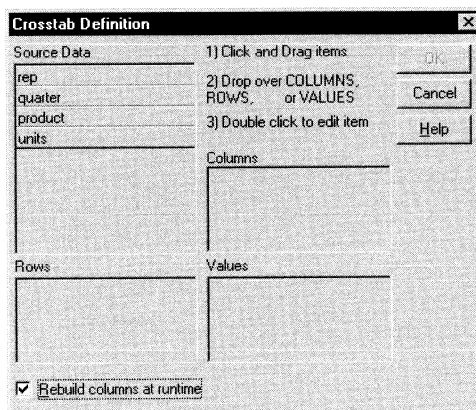 Crosstab Definition
Source Data
rep
quarter
product
units
1) Click and Drag items
2) Drop over COLUMNS,
ROWS, or VALUES
3) Double click to edit item
OK
Cancel
Help
Columns
Rows
Values
Rebuild columns at runtime